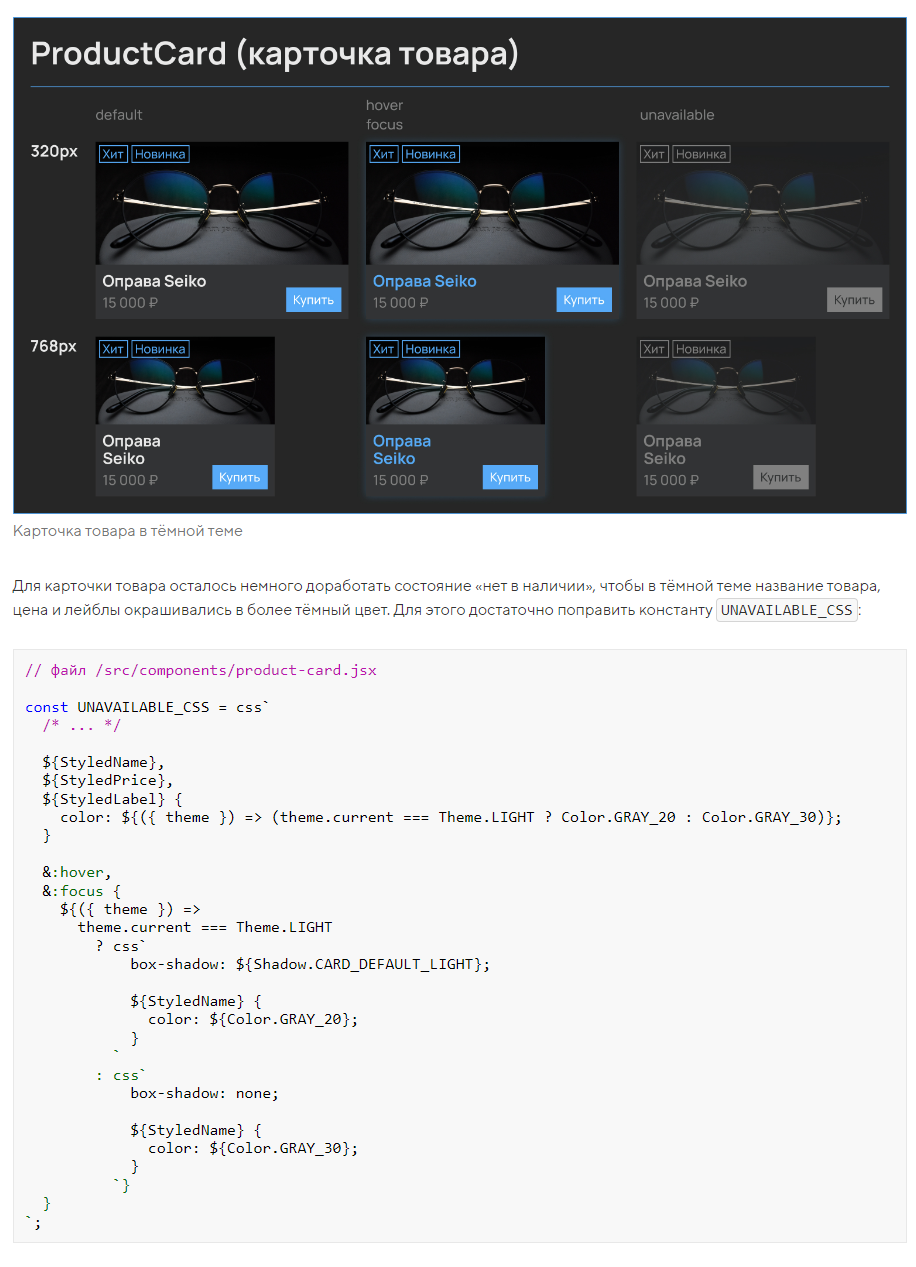 ProductCard (карточка товара)
default
hover
focus
unavailable
320px
Хит Новинка
Оправа Seiko
15 000 ₽
Купить
Хит Новинка
Оправа Seiko
15 000 ₽
Купить
Хит Новинка
Оправа Seiko
15 000 ₽
Купить
768px
Хит Новинка
Оправа
Seiko
15 000 ₽
Купить
Хит Новинка
Оправа
Seiko
15 000 ₽
Купить
Хит Новинка
Оправа
Seiko
15 000 ₽
Купить
Карточка товара в тёмной теме
Для карточки товара осталось немного доработать состояние «нет в наличии», чтобы в тёмной теме название товара,
цена и лейблы окрашивались в более тёмный цвет. Для этого достаточно поправить константу UNAVAILABLE_CSS:
// файл /src/components/product-card.jsx
const UNAVAILABLE_CSS = css`
  /* ... */
  ${StyledName},
  ${StyledPrice},
  ${StyledLabel} {
    color: ${({ theme }) => (theme.current === Theme.LIGHT ? Color.GRAY_20 : Color.GRAY_30)};
  }
  &:hover,
  &:focus {
    ${({ theme }) =>
      theme.current === Theme.LIGHT
        ? css`
            box-shadow: ${Shadow.CARD_DEFAULT_LIGHT};
            ${StyledName} {
              color: ${Color.GRAY_20};
            }
          `
        : css`
            box-shadow: none;
            ${StyledName} {
              color: ${Color.GRAY_30};
            }
          `}
  }
`;